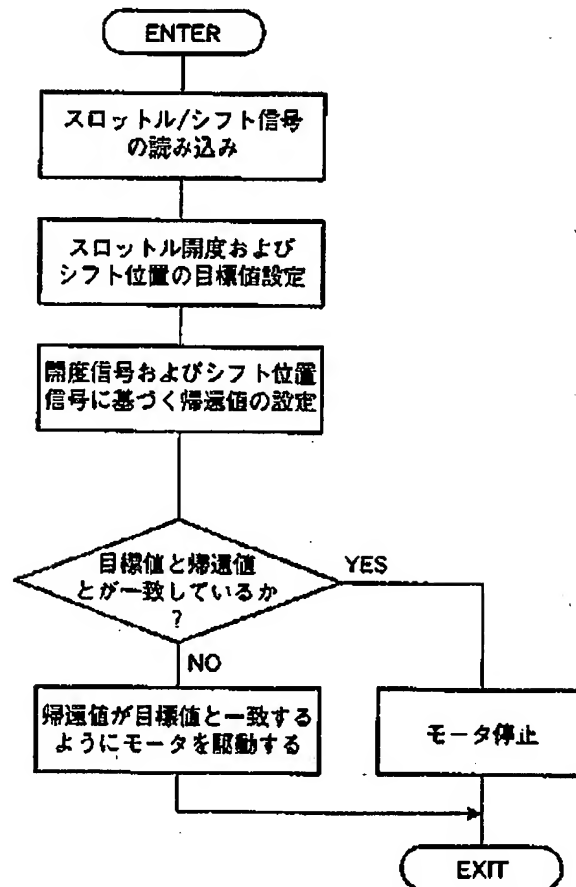 ENTER
スロットル/シフト信号
の読み込み
スロットル開度および
シフト位置の目標値設定
開度信号およびシフト位置
信号に基づく帰還値の設定
目標値と帰還値
とが一致しているか
?
YES
NO
帰還値が目標値と一致する
ようにモータを駆動する
モータ停止
EXIT